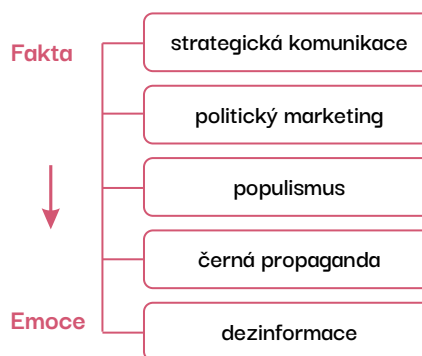 Fakta
strategická komunikace
politický marketing
populismus
černá propaganda
Emoce
dezinformace